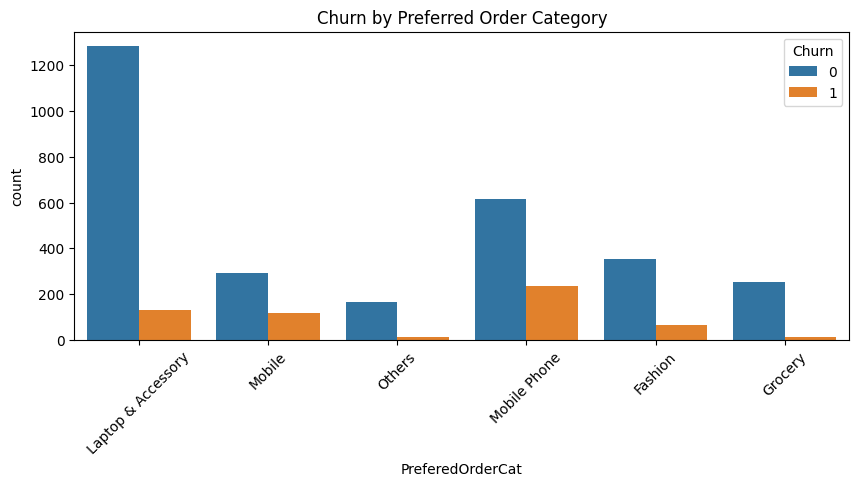 Churn by Preferred Order Category
Churn
0
1
1200
1000
800
600
400
200
0
count
Laptop & Accessory
Mobile
Others
Mobile Phone
Fashion
Grocery
PreferedOrderCat